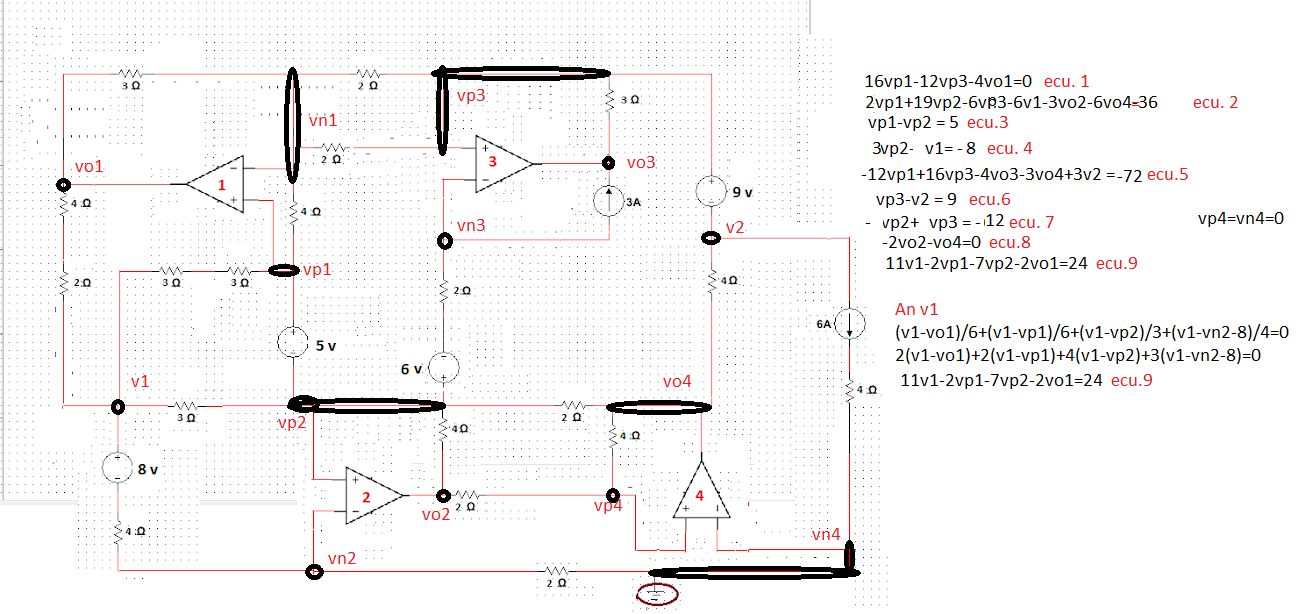 3 Ω
2 Ω
vp3
3 Ω
vn1
2 Ω
3
vo3
vo1
1
4 Ω
4 Ω
3A
9 v
vn3
v2
vp1
3 Ω
3 Ω
2 Ω
2 Ω
4 Ω
6A
5 v
6 v
v1
vo4
4 Ω
3 Ω
vp2
2 Ω
4 Ω
4 Ω
8 v
2
vo2
2 Ω
vp4
4
4 Ω
vn4
vn2
2 Ω
16vp1-12vp3-4vo1=0 ecu. 1
2vp1+19vp2-6vp3-6v1-3vo2-6vo4=36 ecu. 2
vp1-vp2 = 5 ecu.3
3vp2- v1= - 8 ecu. 4
-12vp1+16vp3-4vo3-3vo4+3v2 = -72 ecu.5
vp3-v2 = 9 ecu.6
- vp2+ vp3 = - 12 ecu. 7
vp4=vn4=0
-2vo2-vo4=0 ecu.8
11v1-2vp1-7vp2-2vo1=24 ecu.9
An v1
(v1-vo1)/6+(v1-vp1)/6+(v1-vp2)/3+(v1-vn2-8)/4=0
2(v1-vo1)+2(v1-vp1)+4(v1-vp2)+3(v1-vn2-8)=0
11v1-2vp1-7vp2-2vo1=24 ecu.9